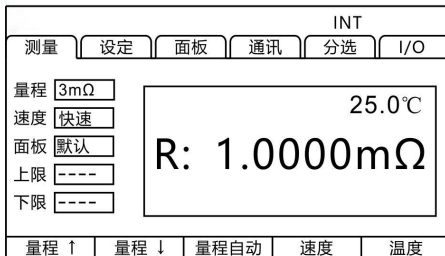 INT
测量 设定 面板 通讯 分选 I/O
量程 3mΩ
速度 快速
面板 默认
上限 ----
下限 ----
25.0℃
R: 1.0000mΩ
量程 ↑ 量程 ↓ 量程自动 速度 温度